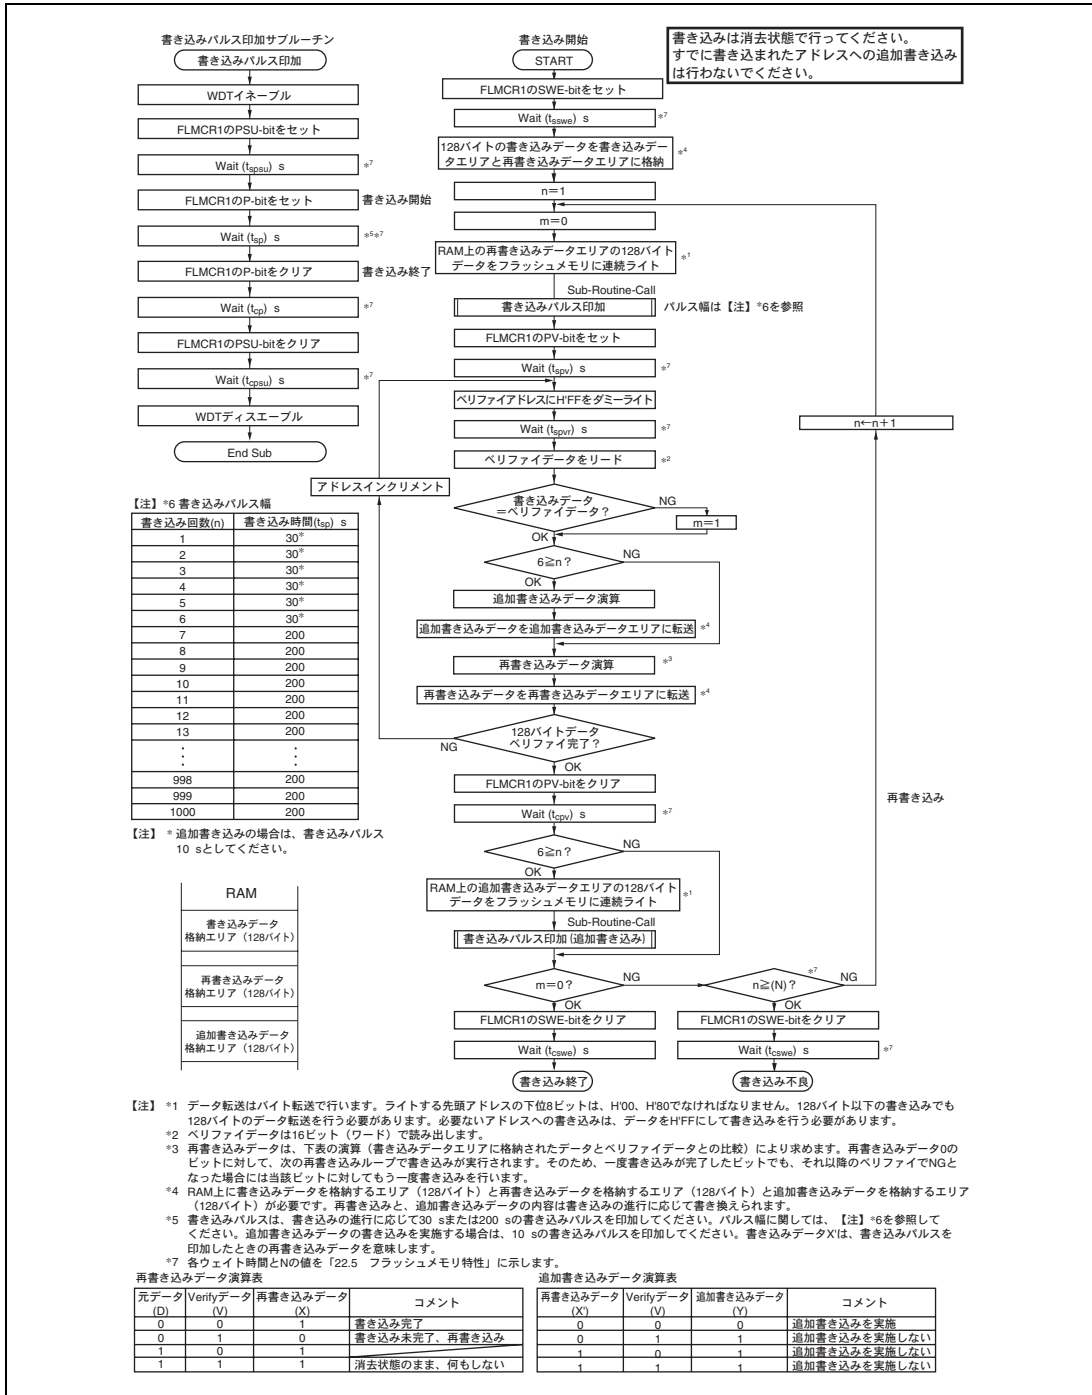 書き込みパルス印加サブルーチン
書き込みパルス印加
WDTイネーブル
FLMCR1のPSU-bitをセット
Wait (tspsu) s *7
FLMCR1のP-bitをセット 書き込み開始
Wait (tsp) s *5*7
FLMCR1のP-bitをクリア 書き込み終了
Wait (tcp) s *7
FLMCR1のPSU-bitをクリア
Wait (tcpsu) s *7
WDTディスエーブル
End Sub
書き込み開始
START
FLMCR1のSWE-bitをセット
Wait (tsswe) s *7
128バイトの書き込みデータを書き込みデー
タエリアと再書き込みデータエリアに格納 *4
n=1
m=0
RAM上の再書き込みデータエリアの128バイト
データをフラッシュメモリに連続ライト *1
Sub-Routine-Call
書き込みパルス印加 パルス幅は【注】*6を参照
FLMCR1のPV-bitをセット
Wait (tspv) s *7
ベリファイアドレスにH'FFをダミーライト
Wait (tspvr) s *7
ベリファイデータをリード *2
書き込みデータ
=ベリファイデータ?
NG
m=1
OK
6≧n?
NG
OK
追加書き込みデータ演算
追加書き込みデータを追加書き込みデータエリアに転送 *4
再書き込みデータ演算 *3
再書き込みデータを再書き込みデータエリアに転送 *4
128バイトデータ
ベリファイ完了?
NG
アドレスインクリメント
OK
FLMCR1のPV-bitをクリア
Wait (tcpv) s *7
6≧n?
NG
OK
RAM上の追加書き込みデータエリアの128バイト
データをフラッシュメモリに連続ライト *1
Sub-Routine-Call
書き込みパルス印加(追加書き込み)
m=0?
NG
OK
FLMCR1のSWE-bitをクリア
Wait (tcswe) s
書き込み終了
n≧(N)? *7
NG
OK
FLMCR1のSWE-bitをクリア
Wait (tcswe) s *7
書き込み不良
再書き込み
n←n+1
書き込みは消去状態で行ってください。
すでに書き込まれたアドレスへの追加書き込み
は行わないでください。
【注】*6 書き込みパルス幅
書き込み回数(n) 書き込み時間(tsp) s
1 30*
2 30*
3 30*
4 30*
5 30*
6 30*
7 200
8 200
9 200
10 200
11 200
12 200
13 200
・ ・
・ ・
・ ・
998 200
999 200
1000 200
【注】 * 追加書き込みの場合は、書き込みパルス
10 sとしてください。
RAM
書き込みデータ
格納エリア(128バイト)
再書き込みデータ
格納エリア(128バイト)
追加書き込みデータ
格納エリア(128バイト)
【注】 *1 データ転送はバイト転送で行います。ライトする先頭アドレスの下位8ビットは、H'00、H'80でなければなりません。128バイト以下の書き込みでも
128バイトのデータ転送を行う必要があります。必要ないアドレスへの書き込みは、データをH'FFにして書き込みを行う必要があります。
*2 ベリファイデータは16ビット(ワード)で読み出します。
*3 再書き込みデータは、下表の演算(書き込みデータエリアに格納されたデータとベリファイデータとの比較)により求めます。再書き込みデータ0の
ビットに対して、次の再書き込みループで書き込みが実行されます。そのため、一度書き込みが完了したビットでも、それ以降のベリファイでNGと
なった場合には当該ビットに対してもう一度書き込みを行います。
*4 RAM上に書き込みデータを格納するエリア(128バイト)と再書き込みデータを格納するエリア(128バイト)と追加書き込みデータを格納するエリア
(128バイト)が必要です。再書き込みと、追加書き込みデータの内容は書き込みの進行に応じて書き換えられます。
*5 書き込みパルスは、書き込みの進行に応じて30 sまたは200 sの書き込みパルスを印加してください。パルス幅に関しては、【注】*6を参照して
ください。追加書き込みデータの書き込みを実施する場合は、10 sの書き込みパルスを印加してください。書き込みデータX'は、書き込みパルスを
印加したときの再書き込みデータを意味します。
*7 各ウェイト時間とNの値を「22.5 フラッシュメモリ特性」に示します。
再書き込みデータ演算表
元データ Verifyデータ 再書き込みデータ コメント
(D) (V) (X)
0 0 1 書き込み完了
0 1 0 書き込み未完了、再書き込み
1 0 1
1 1 1 消去状態のまま、何もしない
追加書き込みデータ演算表
再書き込みデータ Verifyデータ 追加書き込みデータ コメント
(X') (V) (Y)
0 0 0 追加書き込みを実施
0 1 1 追加書き込みを実施しない
1 0 1 追加書き込みを実施しない
1 1 1 追加書き込みを実施しない